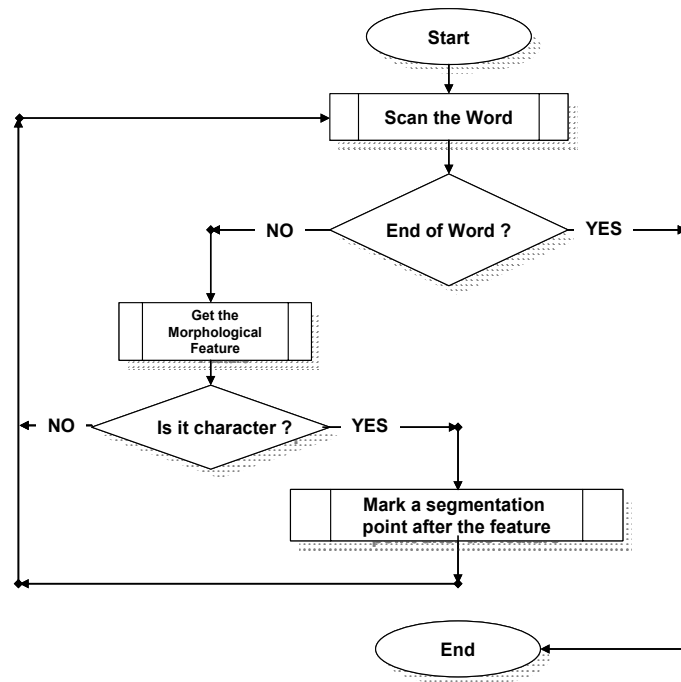 Start
Scan the Word
End of Word ?
NO
YES
Get the
Morphological
Feature
Is it character ?
NO
YES
Mark a segmentation
point after the feature
End